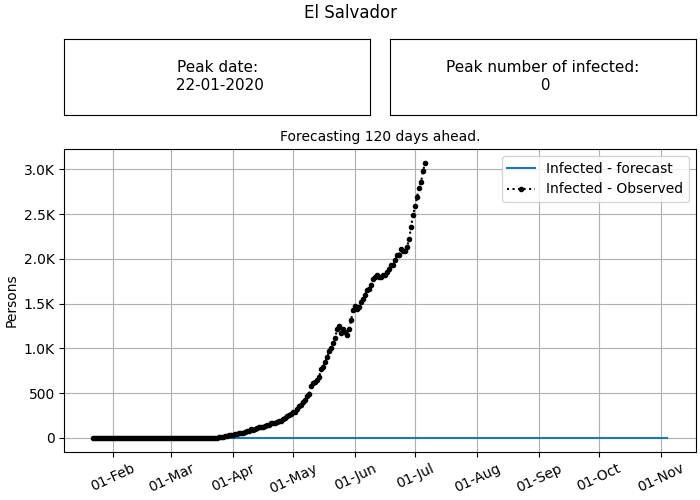 El Salvador
Peak date:
22-01-2020
Peak number of infected:
0
Forecasting 120 days ahead.
Infected - forecast
Infected - Observed
Persons
3.0K
2.5K
2.0K
1.5K
1.0K
500
0
01-Feb
01-Mar
01-Apr
01-May
01-Jun
01-Jul
01-Aug
01-Sep
01-Oct
01-Nov